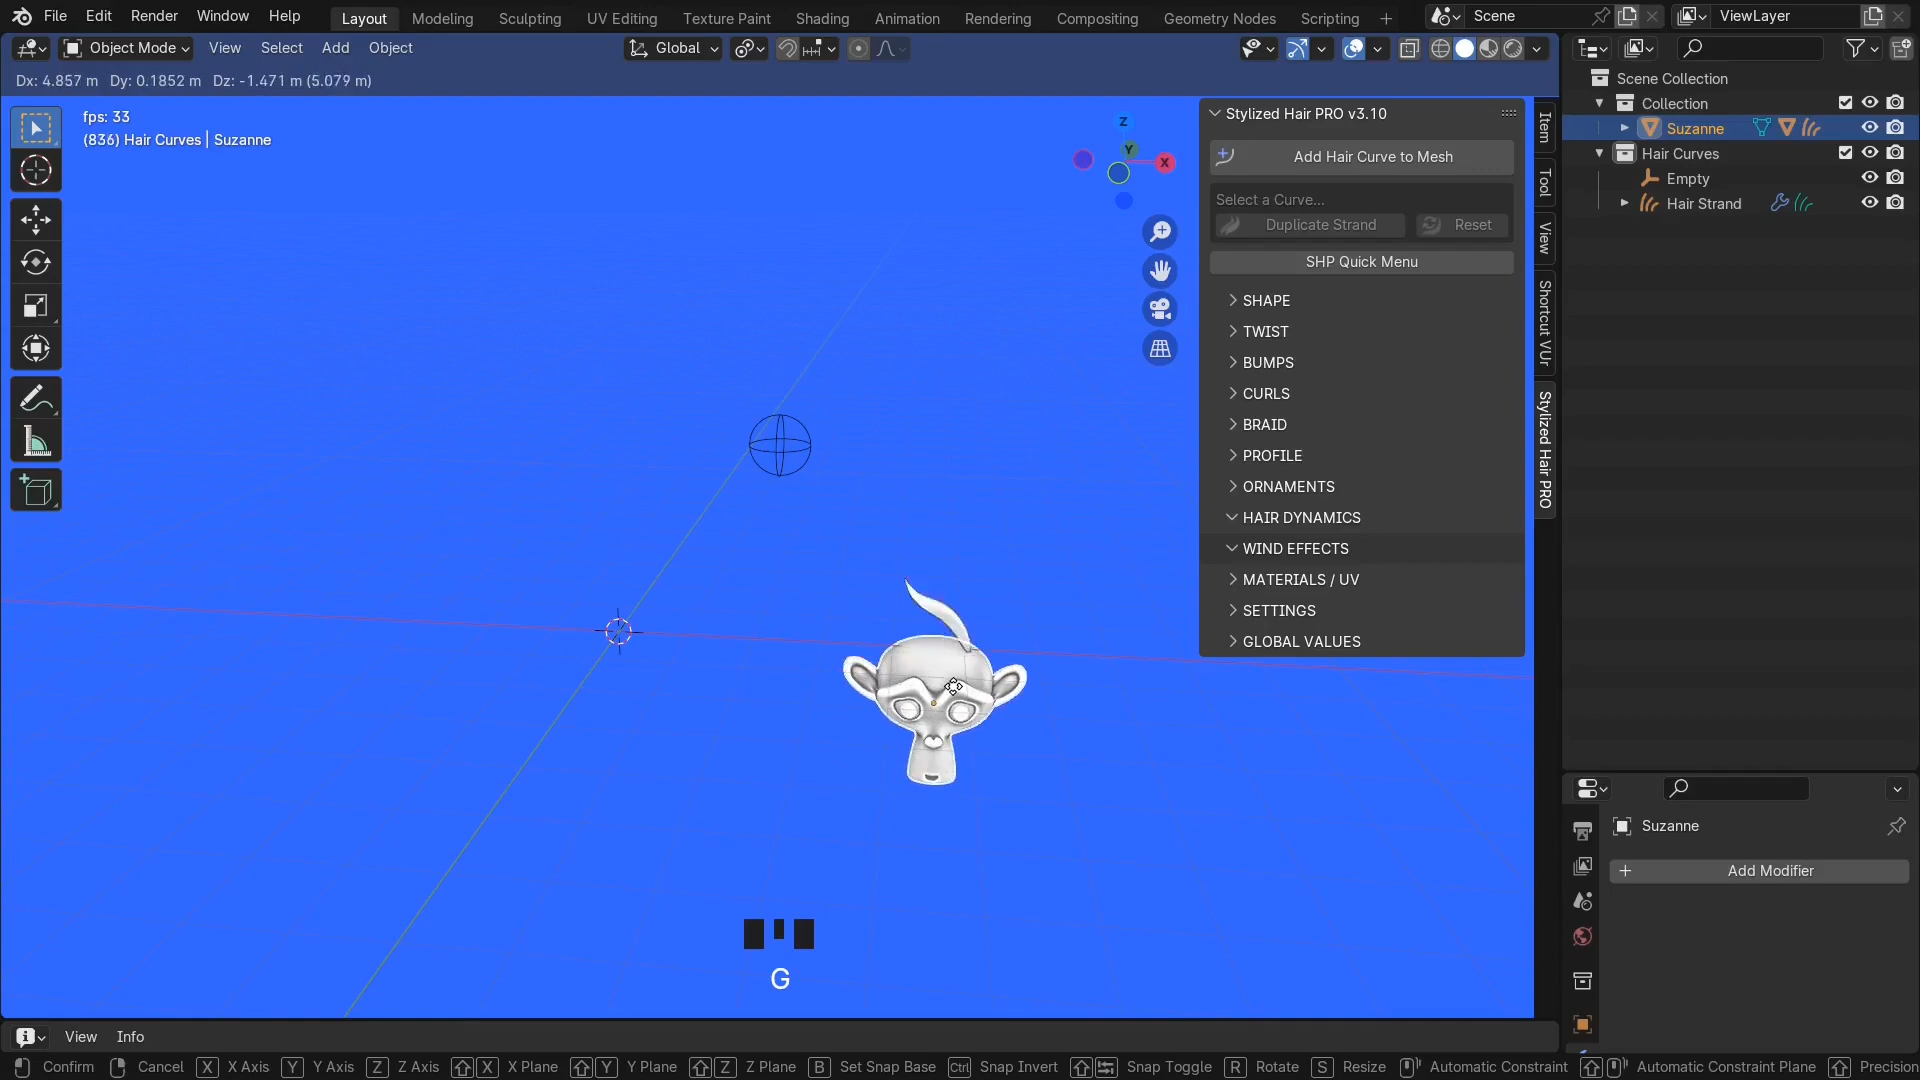 File Edit Render Window Help
Layout Modeling Sculpting UV Editing Texture Paint Shading Animation Rendering Compositing Geometry Nodes Scripting
Scene
ViewLayer
Object Mode View Select Add Object
Global
Dx: 4.857 m Dy: 0.1852 m Dz: -1.471 m (5.079 m)
fps: 33
(836) Hair Curves | Suzanne
Z
Y
X
Stylized Hair PRO v3.10
Add Hair Curve to Mesh
Select a Curve...
Duplicate Strand Reset
SHP Quick Menu
SHAPE
TWIST
BUMPS
CURLS
BRAID
PROFILE
ORNAMENTS
HAIR DYNAMICS
WIND EFFECTS
MATERIALS / UV
SETTINGS
GLOBAL VALUES
Item
Tool
View
Shortcut VUr
Stylized Hair PRO
Scene Collection
Collection
Suzanne
Hair Curves
Empty
Hair Strand
Suzanne
Add Modifier
G
View Info
Confirm Cancel X X Axis Y Y Axis Z Z Axis X X Plane Y Y Plane Z Z Plane B Set Snap Base Ctrl Snap Invert Snap Toggle R Rotate S Resize Automatic Constraint Automatic Constraint Plane Precision